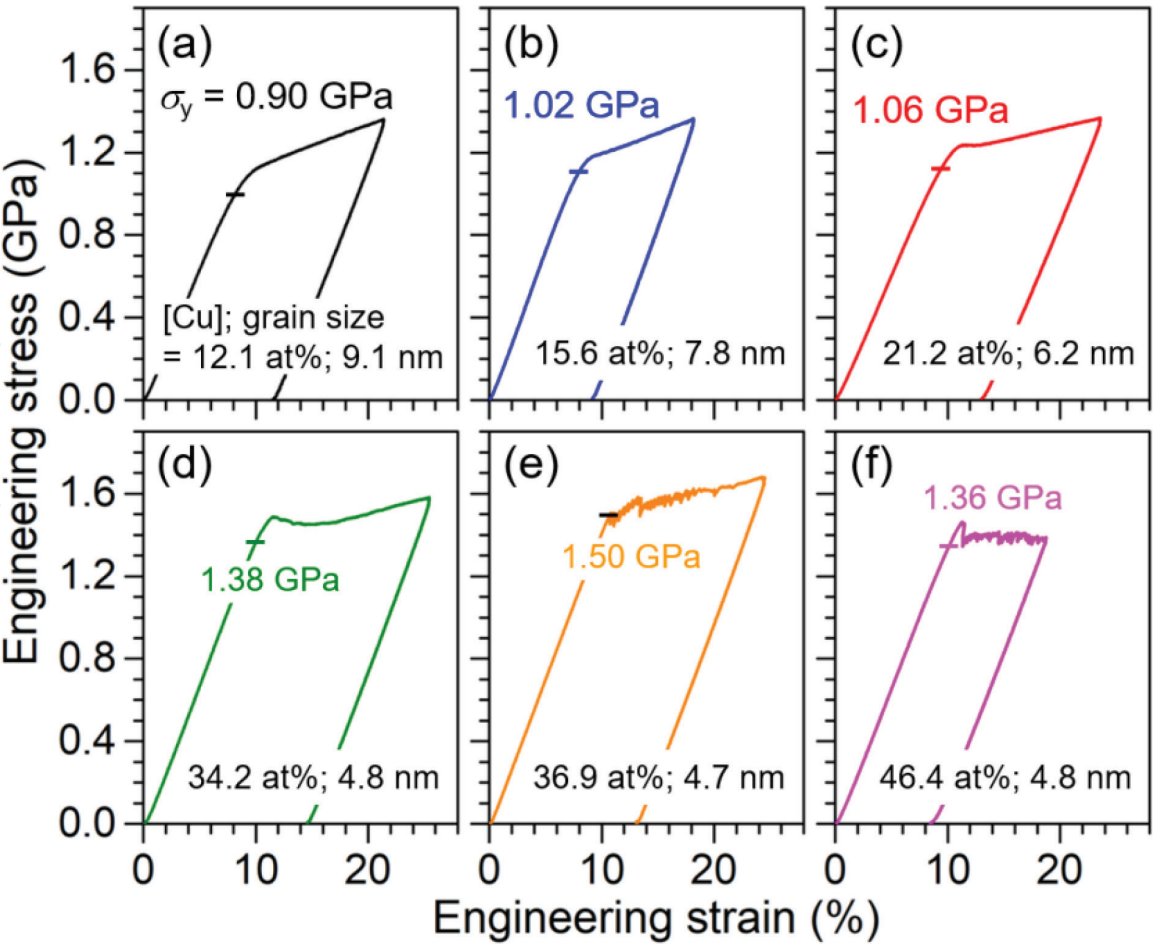 (a)
σy = 0.90 GPa
[Cu]; grain size
= 12.1 at%; 9.1 nm
(b)
1.02 GPa
15.6 at%; 7.8 nm
(c)
1.06 GPa
21.2 at%; 6.2 nm
1.6
1.2
0.8
0.4
0.0
(d)
1.38 GPa
34.2 at%; 4.8 nm
(e)
1.50 GPa
36.9 at%; 4.7 nm
(f)
1.36 GPa
46.4 at%; 4.8 nm
1.6
1.2
0.8
0.4
0.0
0 10 20 0 10 20 0 10 20
Engineering stress (GPa)
Engineering strain (%)